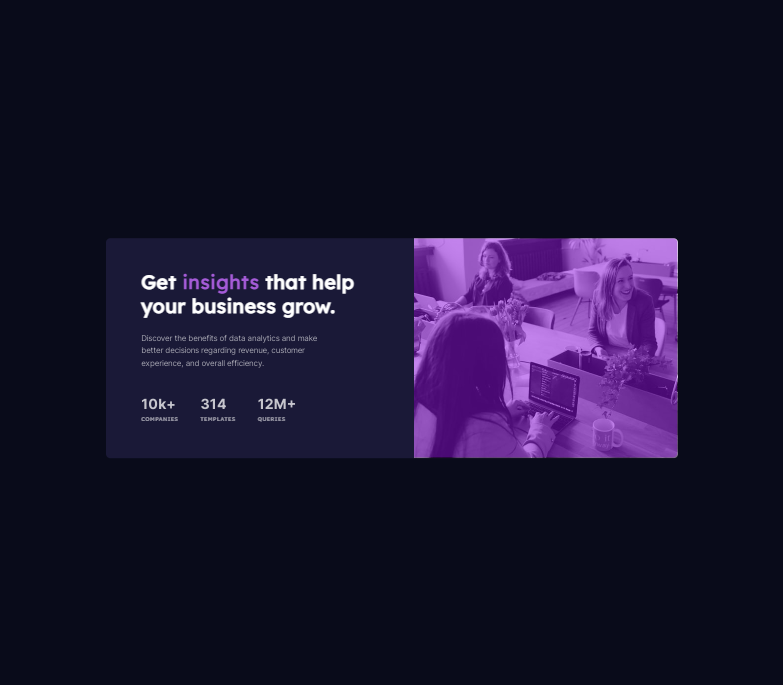 Get insights that help
your business grow.
Discover the benefits of data analytics and make
better decisions regarding revenue, customer
experience, and overall efficiency.
10k+ 314 12M+
COMPANIES TEMPLATES QUERIES